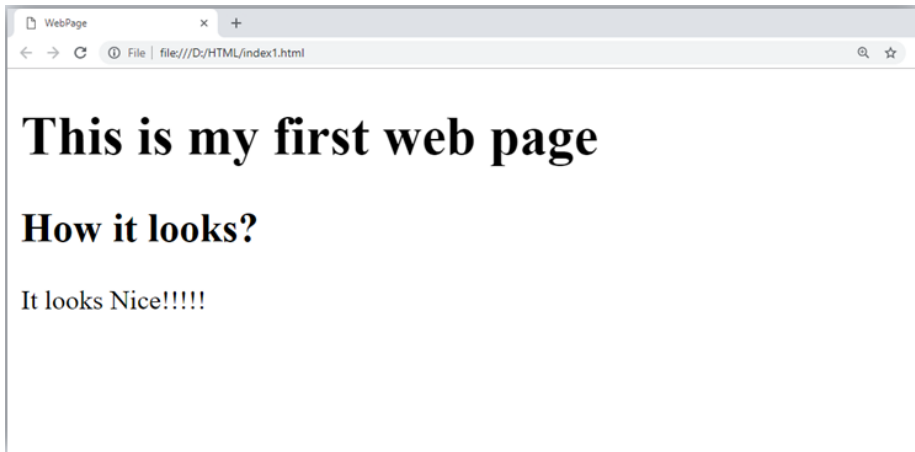 WebPage
File | file:///D:/HTML/index1.html
This is my first web page
How it looks?
It looks Nice!!!!!